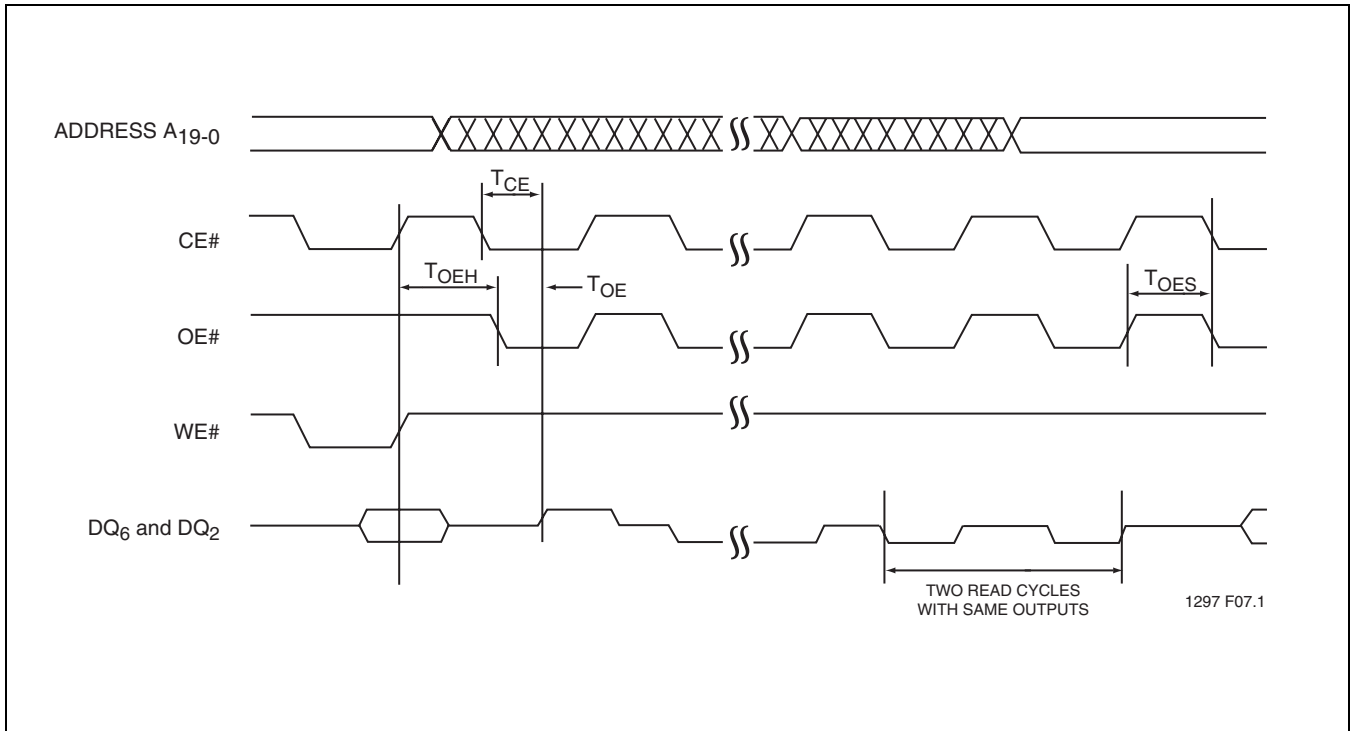 ADDRESS A19-0
TCE
CE#
TOEH
TOE
TOES
OE#
WE#
DQ6 and DQ2
TWO READ CYCLES
WITH SAME OUTPUTS
1297 F07.1